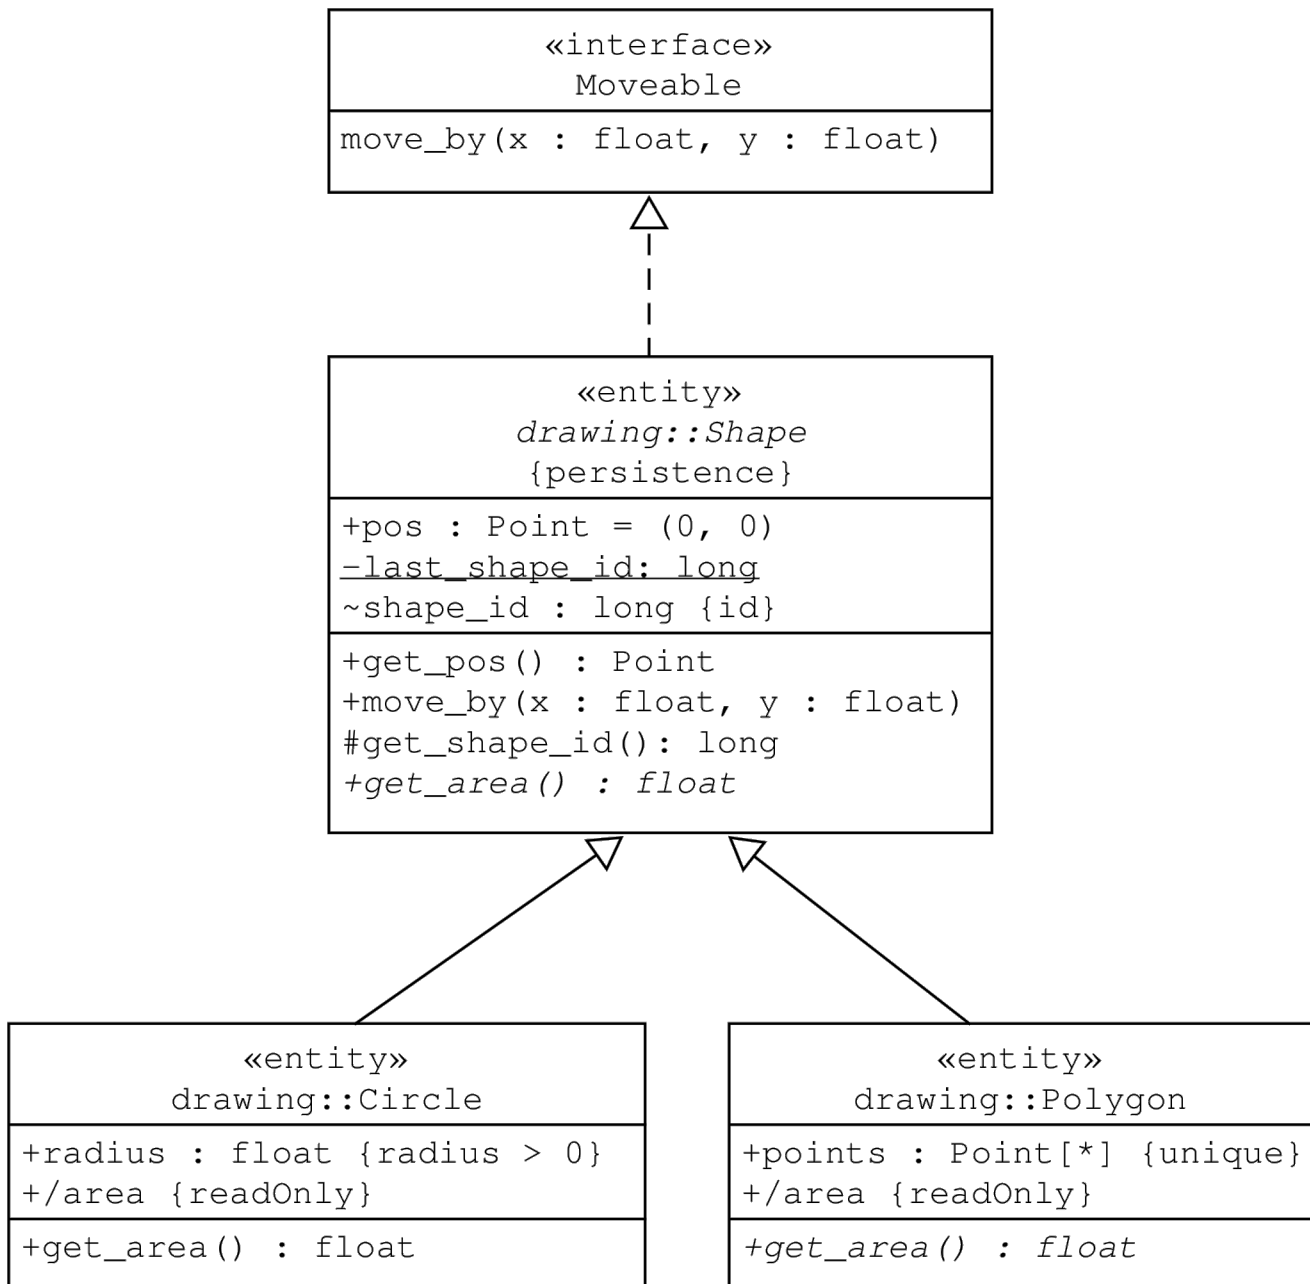 «interface»
Moveable
move_by(x : float, y : float)
«entity»
drawing::Shape
{persistence}
+pos : Point = (0, 0)
-last_shape_id: long
~shape_id : long {id}
+get_pos() : Point
+move_by(x : float, y : float)
#get_shape_id(): long
+get_area() : float
«entity»
drawing::Circle
+radius : float {radius > 0}
+/area {readOnly}
+get_area() : float
«entity»
drawing::Polygon
+points : Point[*] {unique}
+/area {readOnly}
+get_area() : float